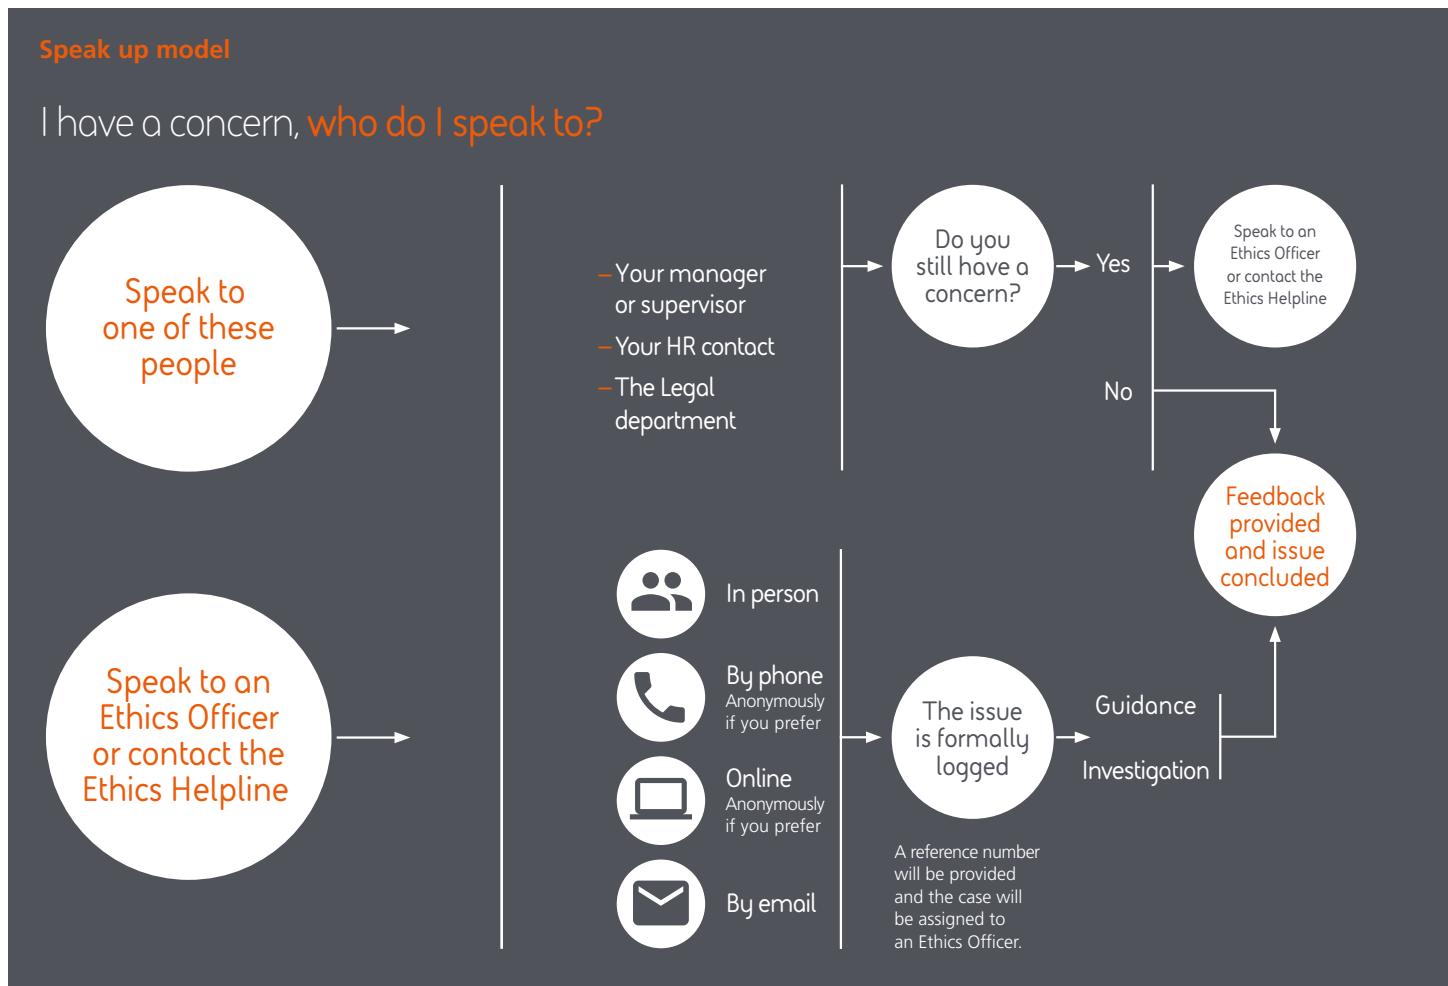 Speak up model
I have a concern, who do I speak to?
Speak to
one of these
people
– Your manager
or supervisor
– Your HR contact
– The Legal
department
Do you
still have a
concern?
Yes
No
Speak to an
Ethics Officer
or contact the
Ethics Helpline
Feedback
provided
and issue
concluded
Speak to an
Ethics Officer
or contact the
Ethics Helpline
In person
By phone
Anonymously
if you prefer
Online
Anonymously
if you prefer
By email
The issue
is formally
logged
A reference number
will be provided
and the case will
be assigned to
an Ethics Officer.
Guidance
Investigation